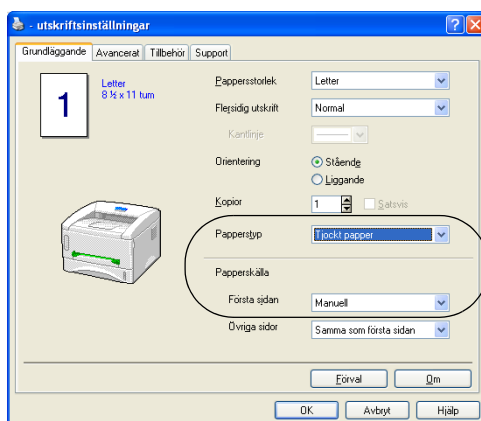 - utskriftsinställningar
Grundläggande Avancerat Tillbehör Support
1
Letter
8 ½ x 11 tum
Pappersstorlek Letter
Flersidig utskrift Normal
Kantlinje
Orientering Stående
Liggande
Kopior 1 Satsvis
Papperstyp Tjockt papper
Papperskälla
Första sidan Manuell
Övriga sidor Samma som första sidan
Förval Om
OK Avbryt Hjälp